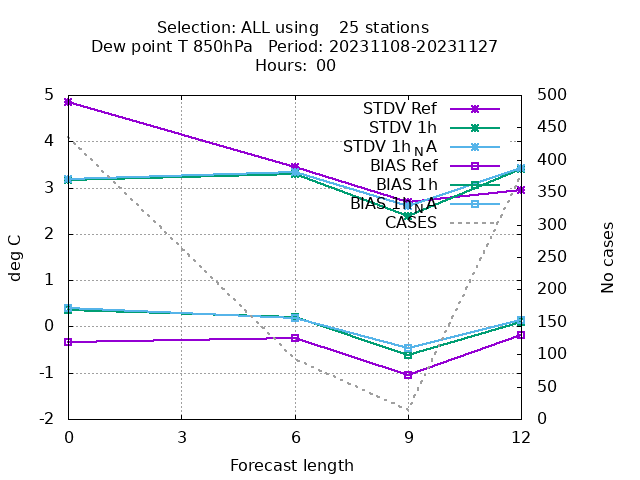 Selection: ALL using 25 stations
Dew point T 850hPa Period: 20231108-20231127
Hours: 00
5 500
450
4 400
350
3 300
2 250
200
1 150
0 100
-1 50
-2 0
0 3 6 9 12
deg C
No cases
Forecast length
STDV Ref
STDV 1h
STDV 1hNA
BIAS Ref
BIAS 1h
BIAS 1hNA
CASES